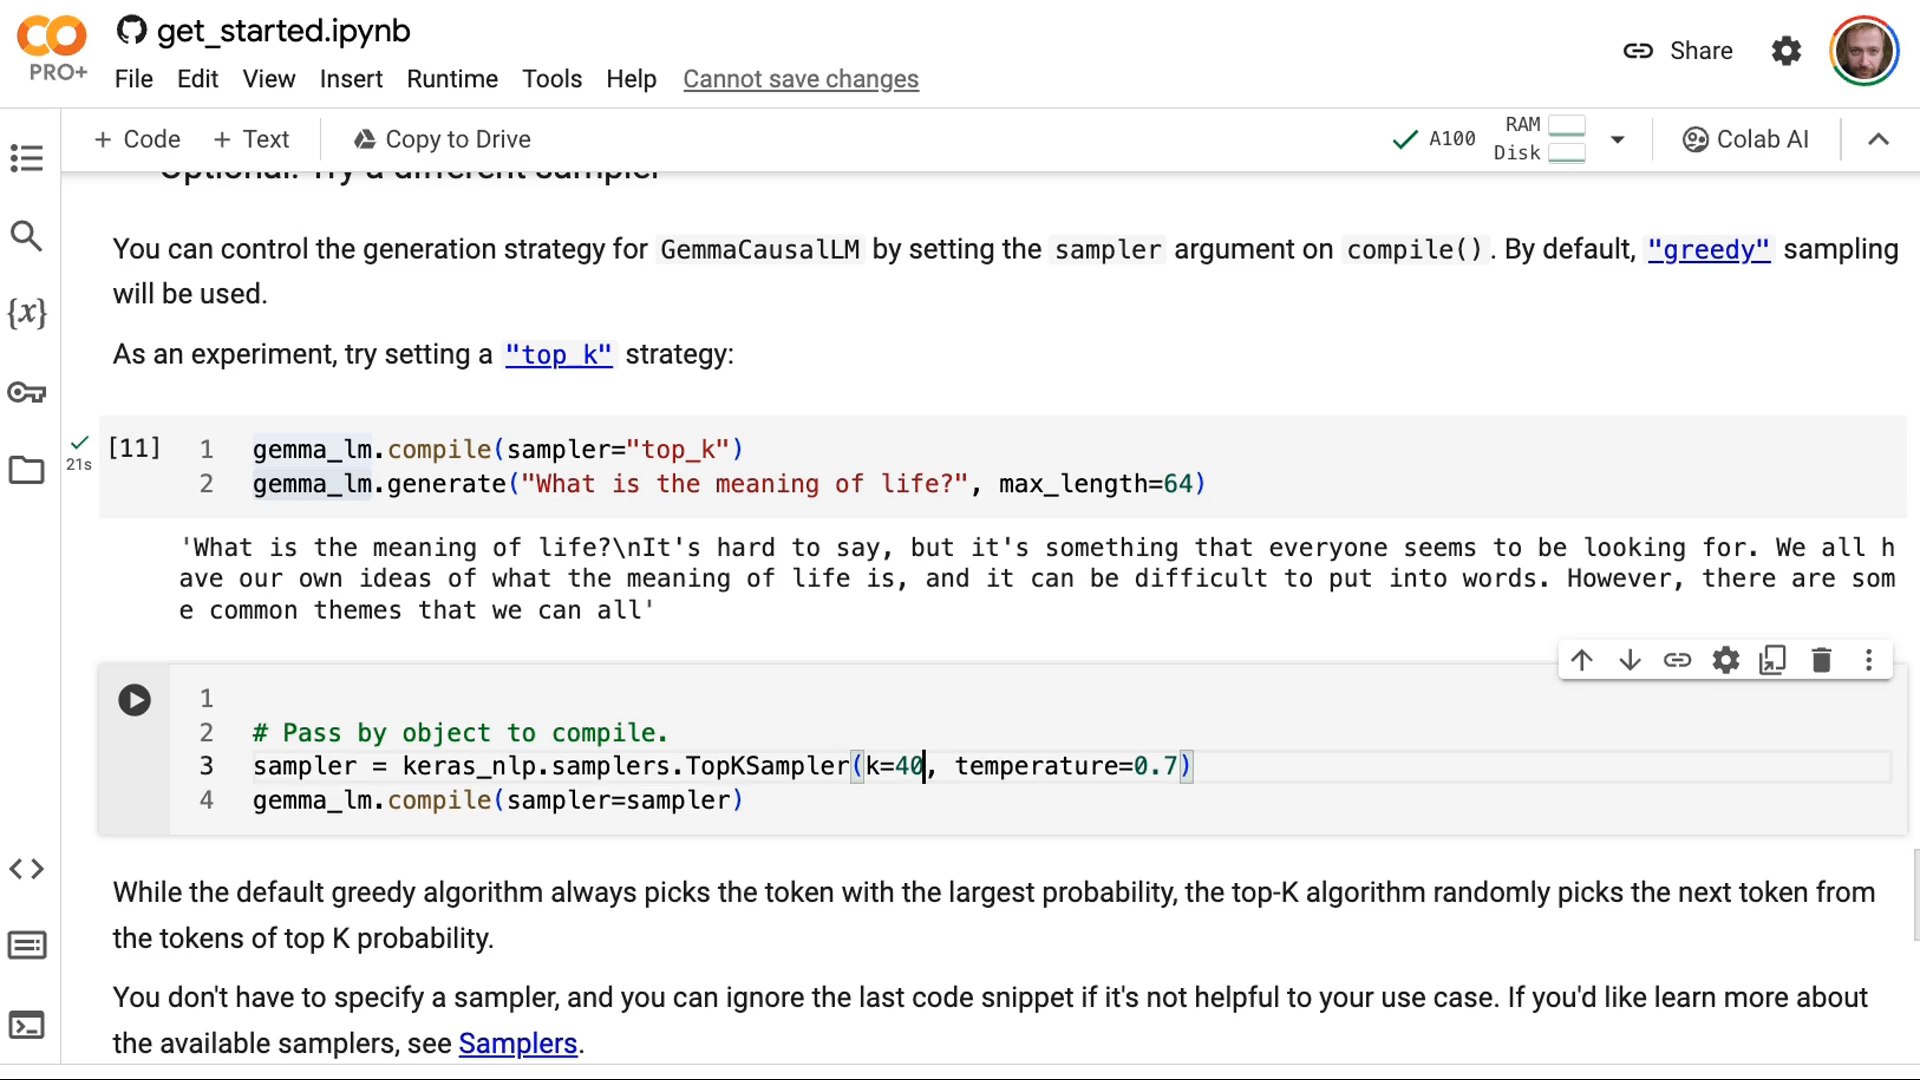 get_started.ipynb
PRO+
File Edit View Insert Runtime Tools Help Cannot save changes
Share
+ Code + Text Copy to Drive
A100 RAM Disk Colab AI
Optional: Try a different sampler
You can control the generation strategy for GemmaCausalLM by setting the sampler argument on compile(). By default, "greedy" sampling
will be used.
As an experiment, try setting a "top_k" strategy:
[11] 1 gemma_lm.compile(sampler="top_k")
21s 2 gemma_lm.generate("What is the meaning of life?", max_length=64)
'What is the meaning of life?\nIt's hard to say, but it's something that everyone seems to be looking for. We all h
ave our own ideas of what the meaning of life is, and it can be difficult to put into words. However, there are som
e common themes that we can all'
1
2 # Pass by object to compile.
3 sampler = keras_nlp.samplers.TopKSampler(k=40, temperature=0.7)
4 gemma_lm.compile(sampler=sampler)
While the default greedy algorithm always picks the token with the largest probability, the top-K algorithm randomly picks the next token from
the tokens of top K probability.
You don't have to specify a sampler, and you can ignore the last code snippet if it's not helpful to your use case. If you'd like learn more about
the available samplers, see Samplers.